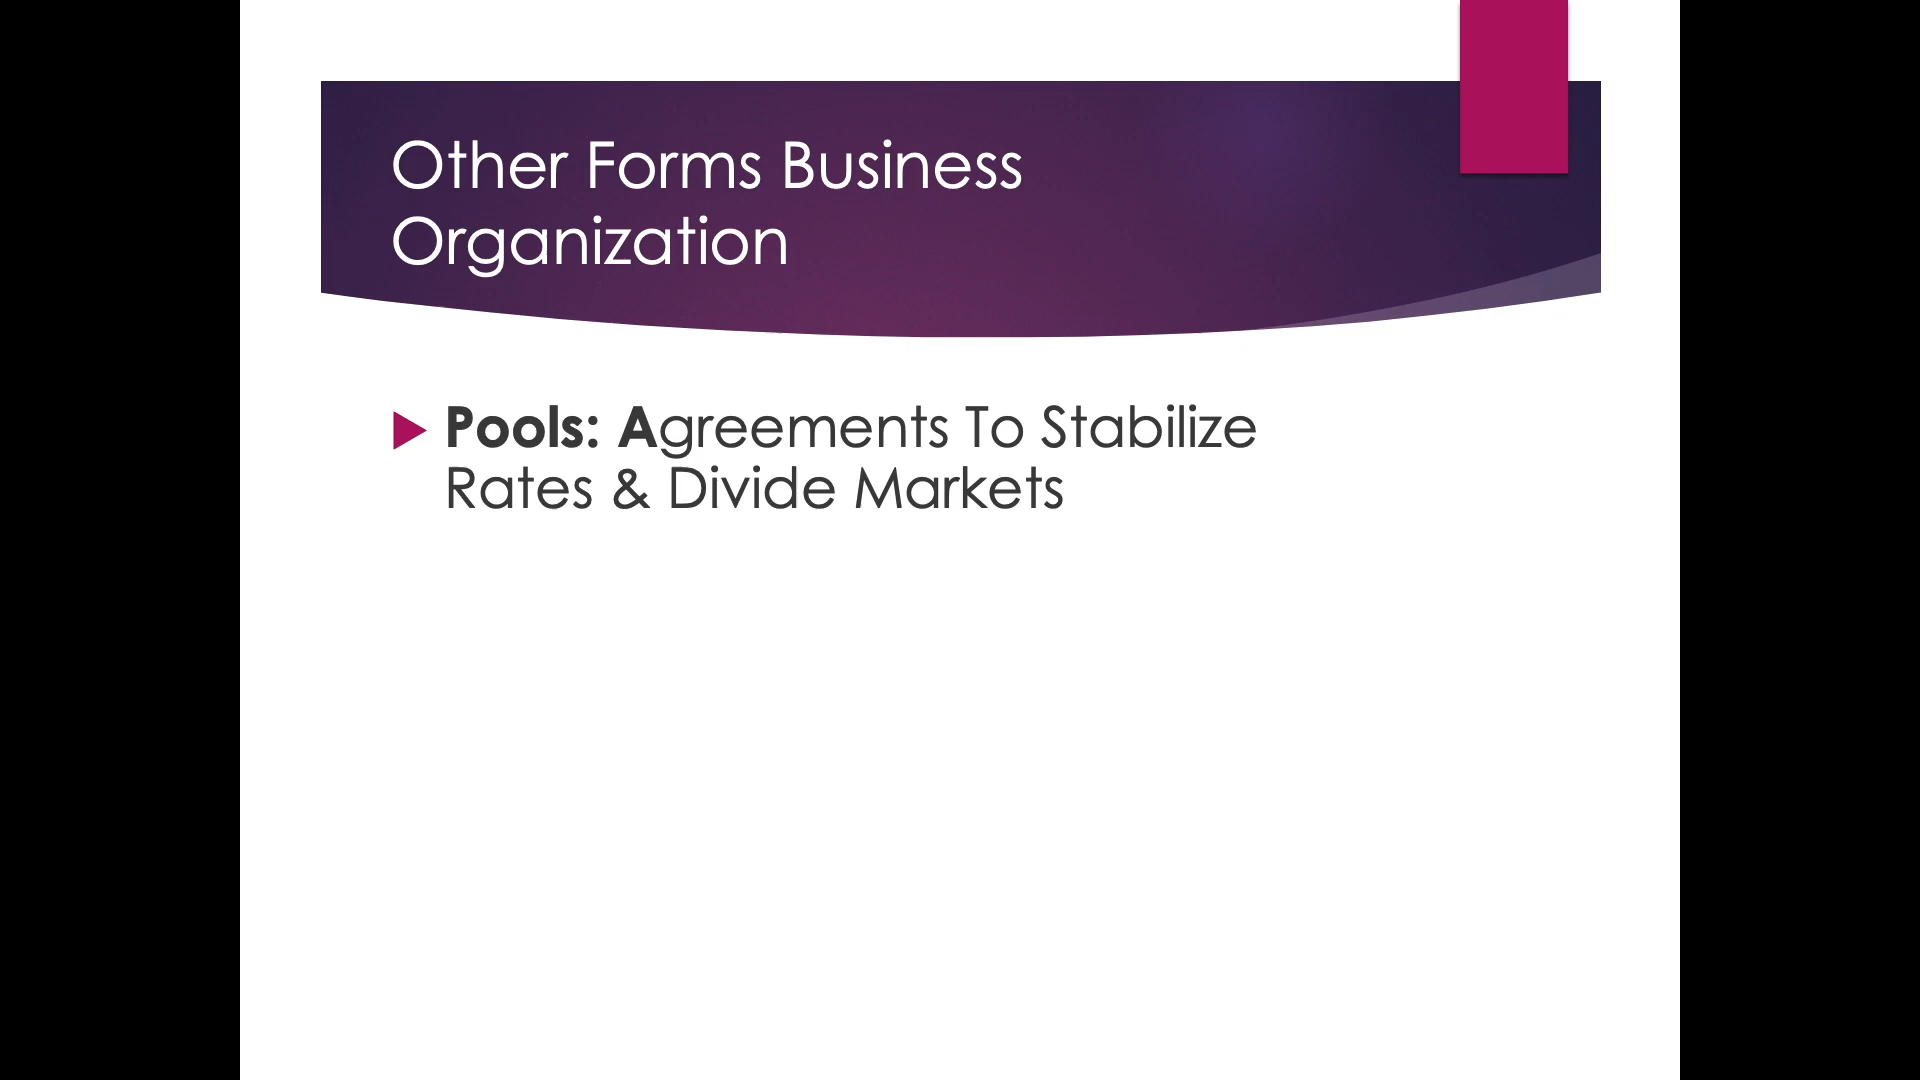 Other Forms Business
Organization
Pools: Agreements To Stabilize
Rates & Divide Markets